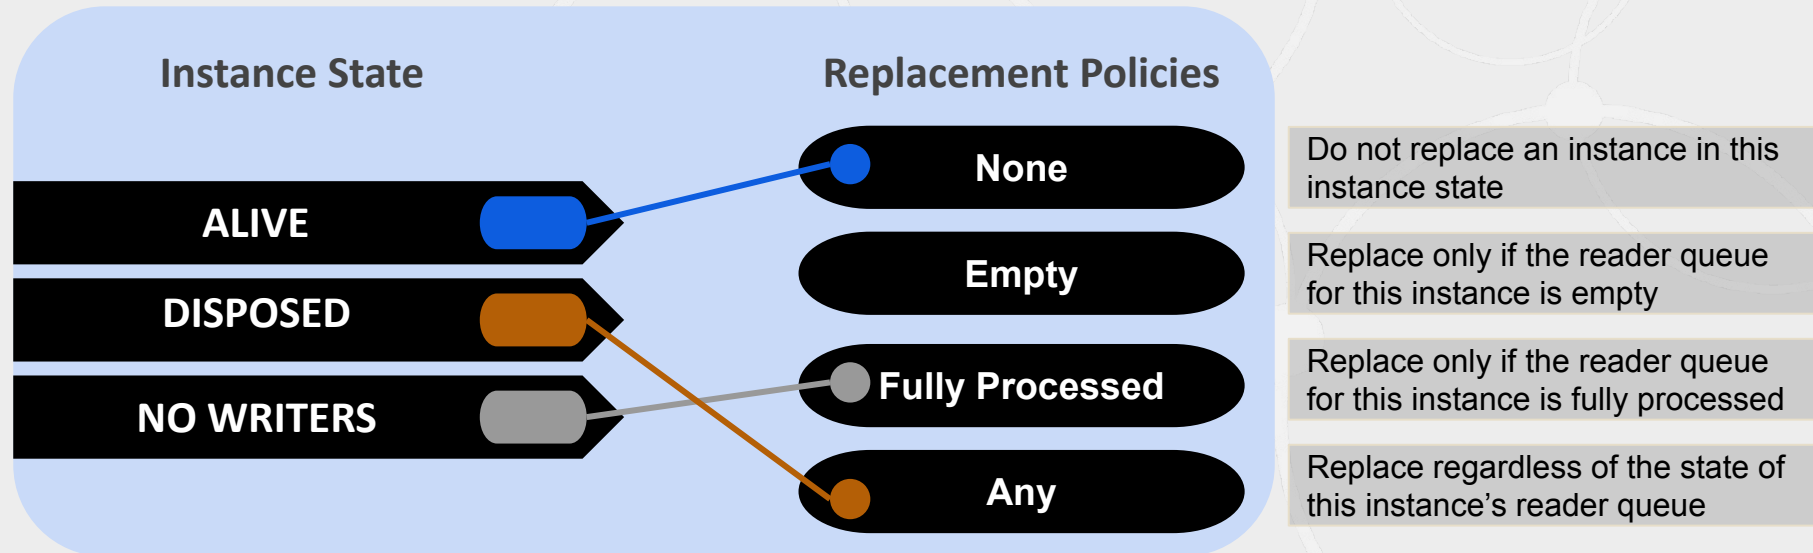 Instance State
Replacement Policies
ALIVE
DISPOSED
NO WRITERS
None
Do not replace an instance in this
instance state
Empty
Replace only if the reader queue
for this instance is empty
Fully Processed
Replace only if the reader queue
for this instance is fully processed
Any
Replace regardless of the state of
this instance’s reader queue